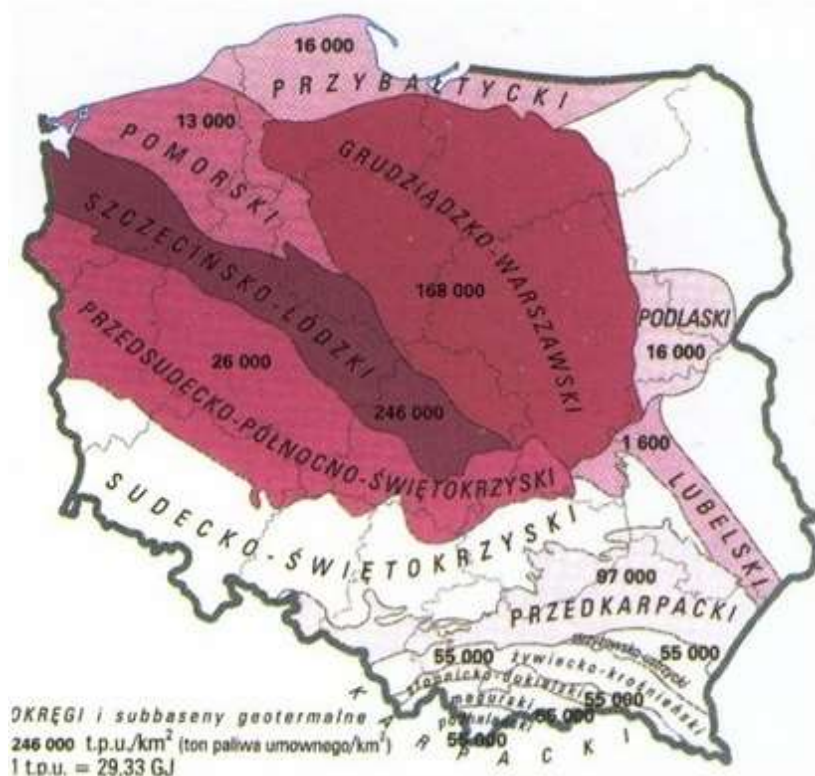 16 000
PRZYBAŁTYCKI
13 000
POMORSKI
GRUDZIĄDZKO-WARSZAWSKI
168 000
SZCZECIŃSKO-ŁÓDZKI
246 000
PODLASKI
16 000
PRZEDSUDECKO-PÓŁNOCNO-ŚWIĘTOKRZYSKI
26 000
1 600
LUBELSKI
SUDECKO-ŚWIĘTOKRZYSKI
97 000
PRZEDKARPACKI
55 000
55 000
żywiecko-krośnieński
55 000
magurski
55 000
podhalański
55 000
KARPACKI
OKRĘGI i subbaseny geotermalne
246 000 t.p.u./km² (ton paliwa umownego/km²)
1 t.p.u. = 29,33 GJ